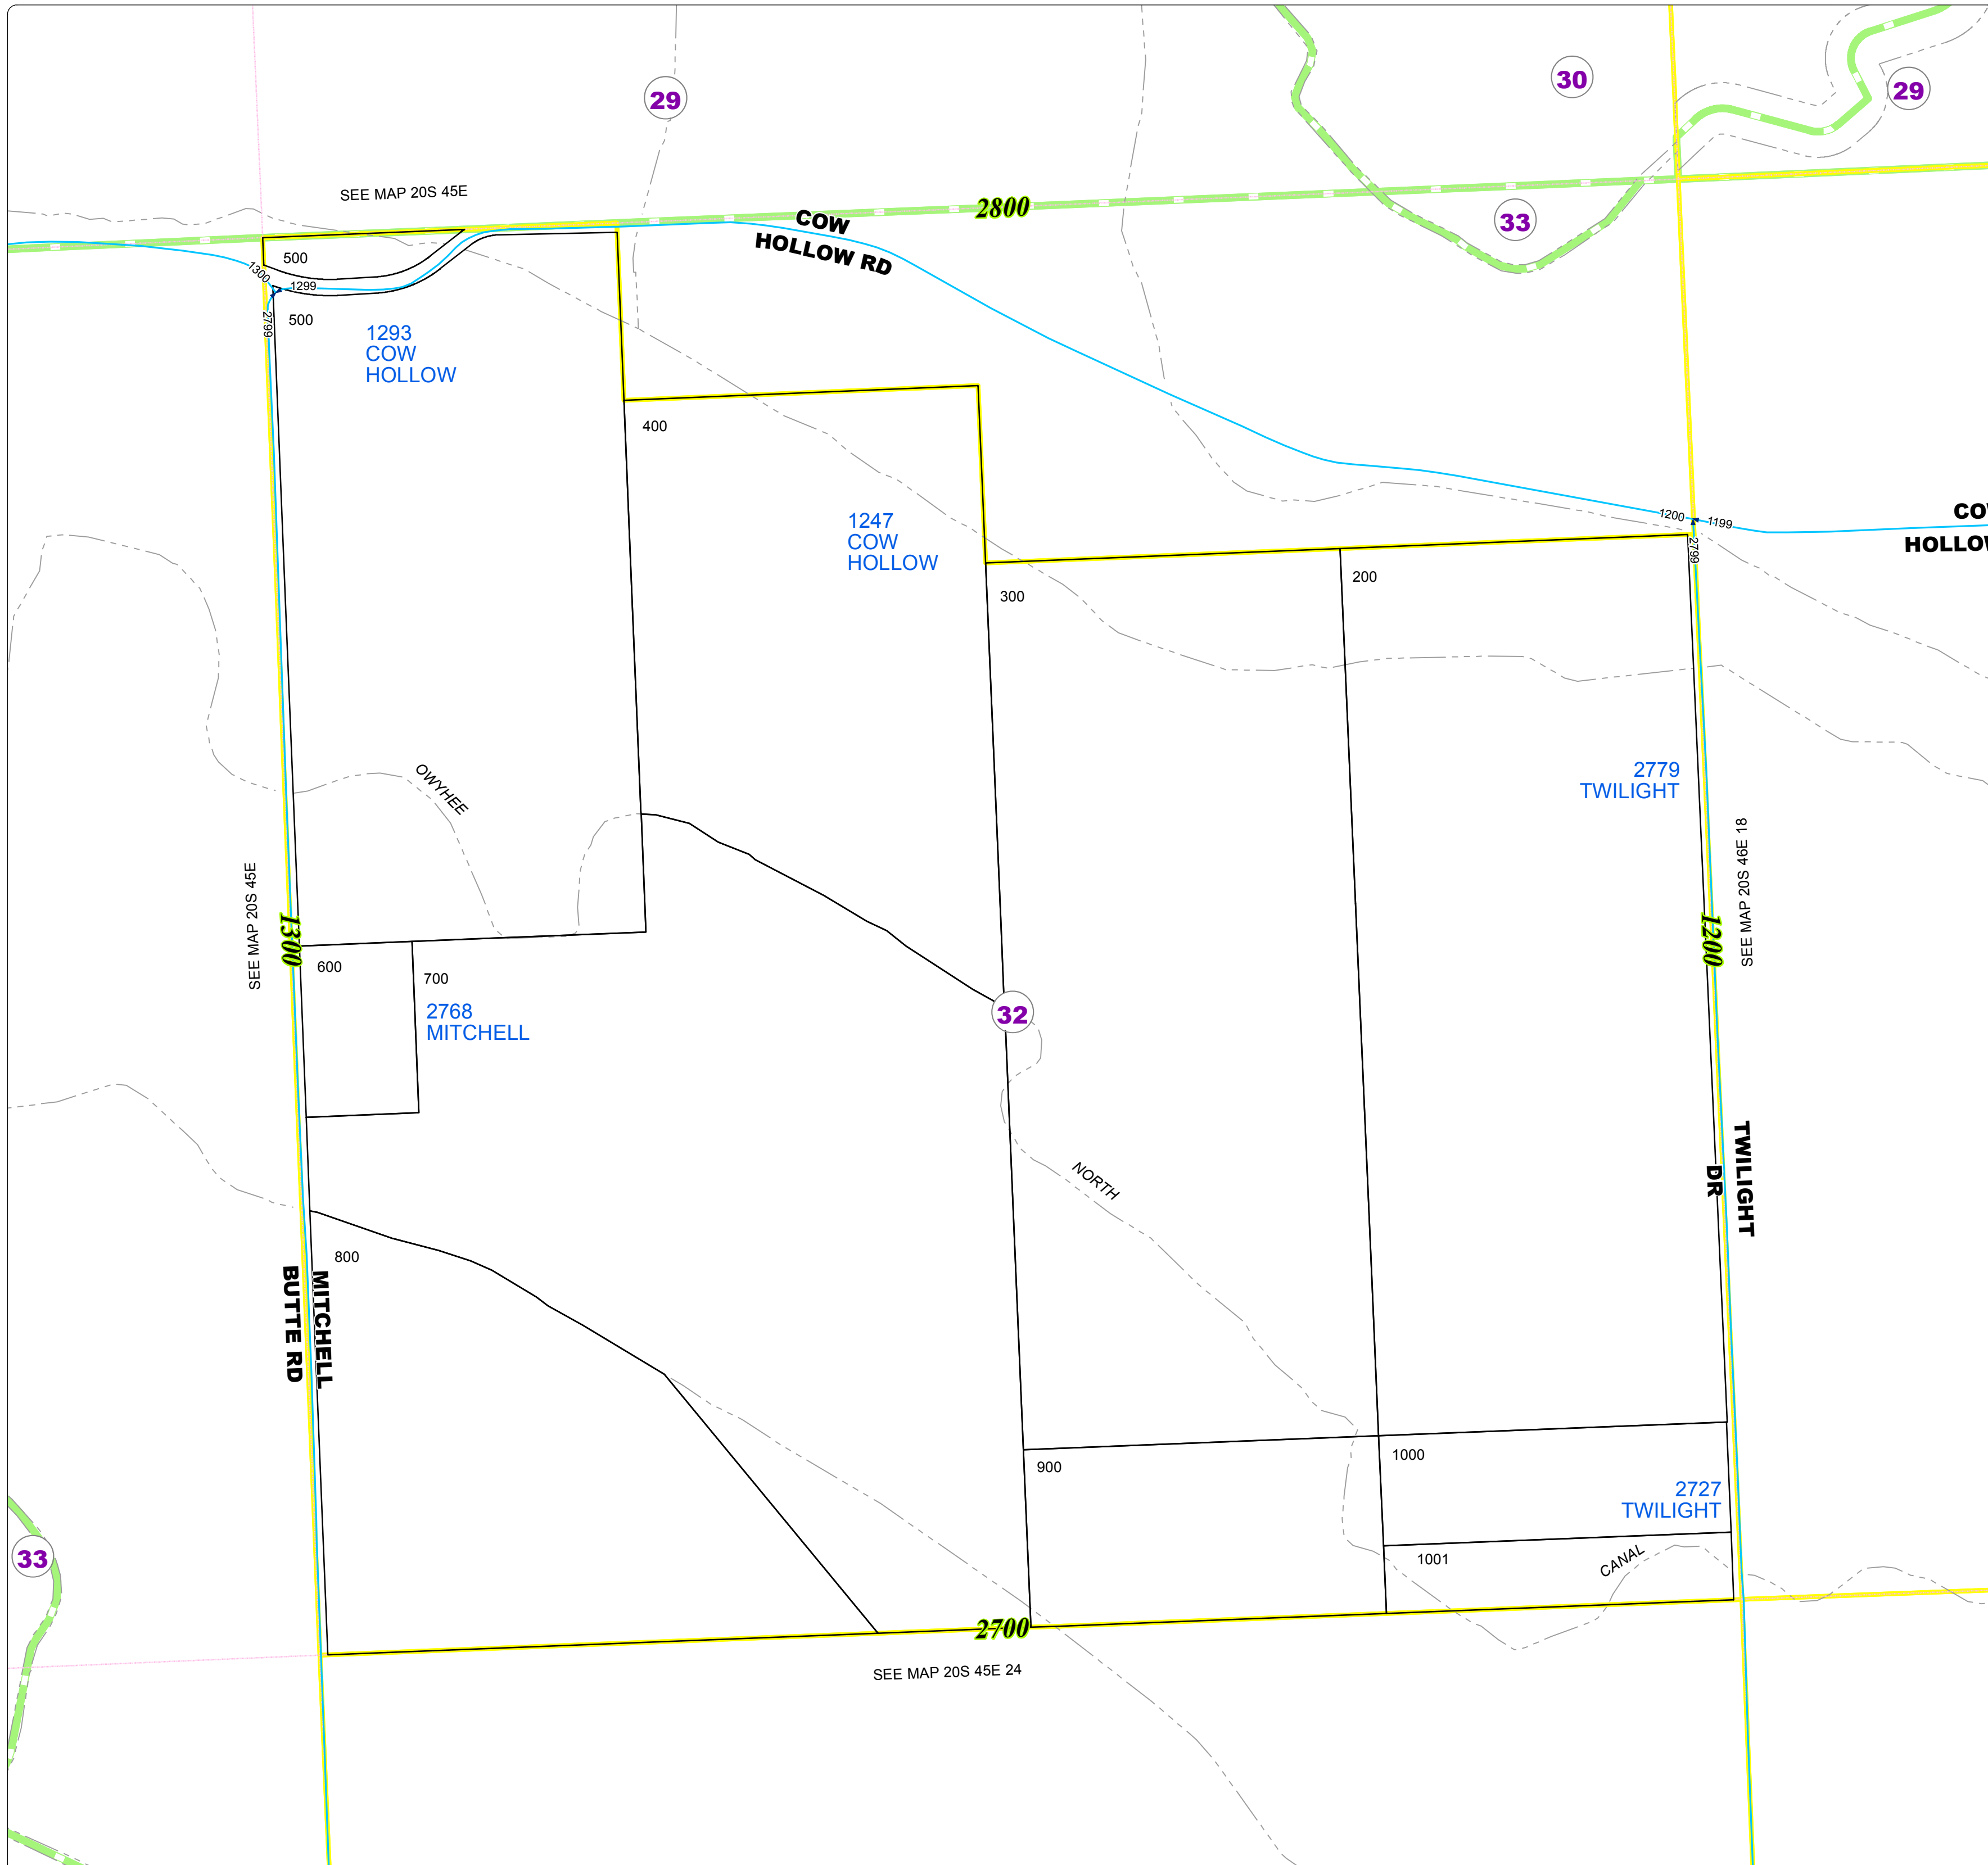 30
29
29
SEE MAP 20S 45E
2800
33
COW
HOLLOW RD
500
1300
1299
2799
500
1293
COW
HOLLOW
400
1247
COW
HOLLOW
1200
1199
2799
HOLLOW
300
200
2779
TWILIGHT
OWYHEE
SEE MAP 20S 45E
1300
SEE MAP 20S 46E 18
1200
600
700
2768
MITCHELL
32
NORTH
TWILIGHT
DR
800
MITCHELL
BUTTE RD
900
1000
2727
TWILIGHT
33
1001
CANAL
2700
SEE MAP 20S 45E 24